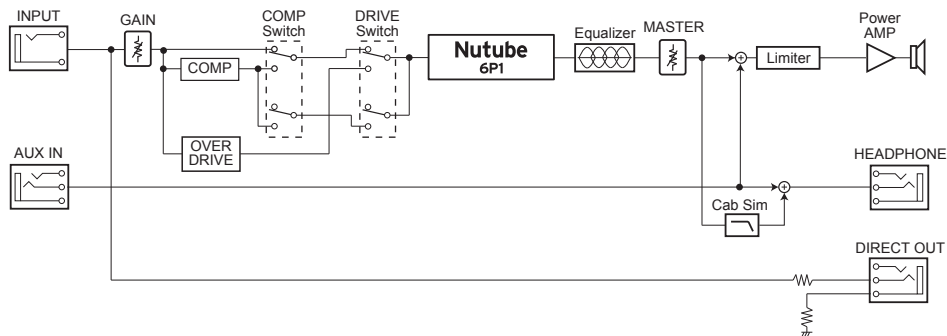 INPUT
GAIN
COMP
Switch
DRIVE
Switch
COMP
OVER
DRIVE
Nutube
6P1
Equalizer
MASTER
Limiter
Power
AMP
AUX IN
HEADPHONE
Cab Sim
DIRECT OUT